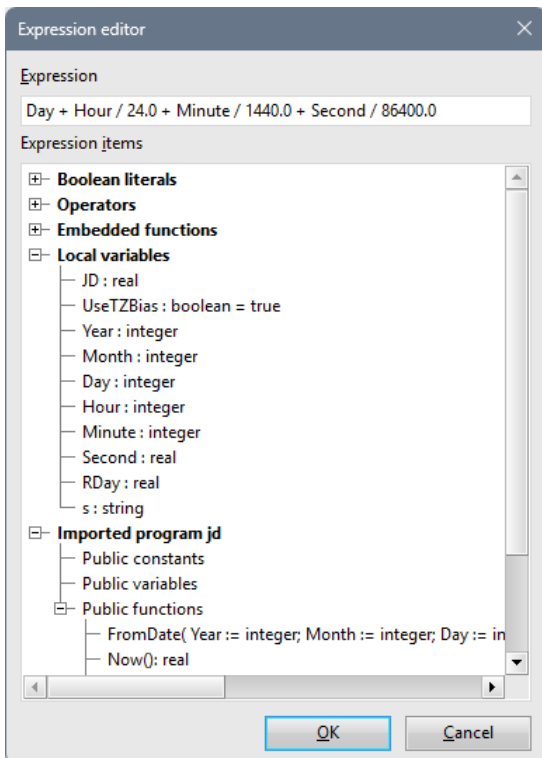 Expression editor
Expression
Day + Hour / 24.0 + Minute / 1440.0 + Second / 86400.0
Expression items
Boolean literals
Operators
Embedded functions
Local variables
JD : real
UseTZBias : boolean = true
Year : integer
Month : integer
Day : integer
Hour : integer
Minute : integer
Second : real
RDay : real
s : string
Imported program jd
Public constants
Public variables
Public functions
FromDate( Year := integer; Month := integer; Day := in
Now(): real
OK Cancel